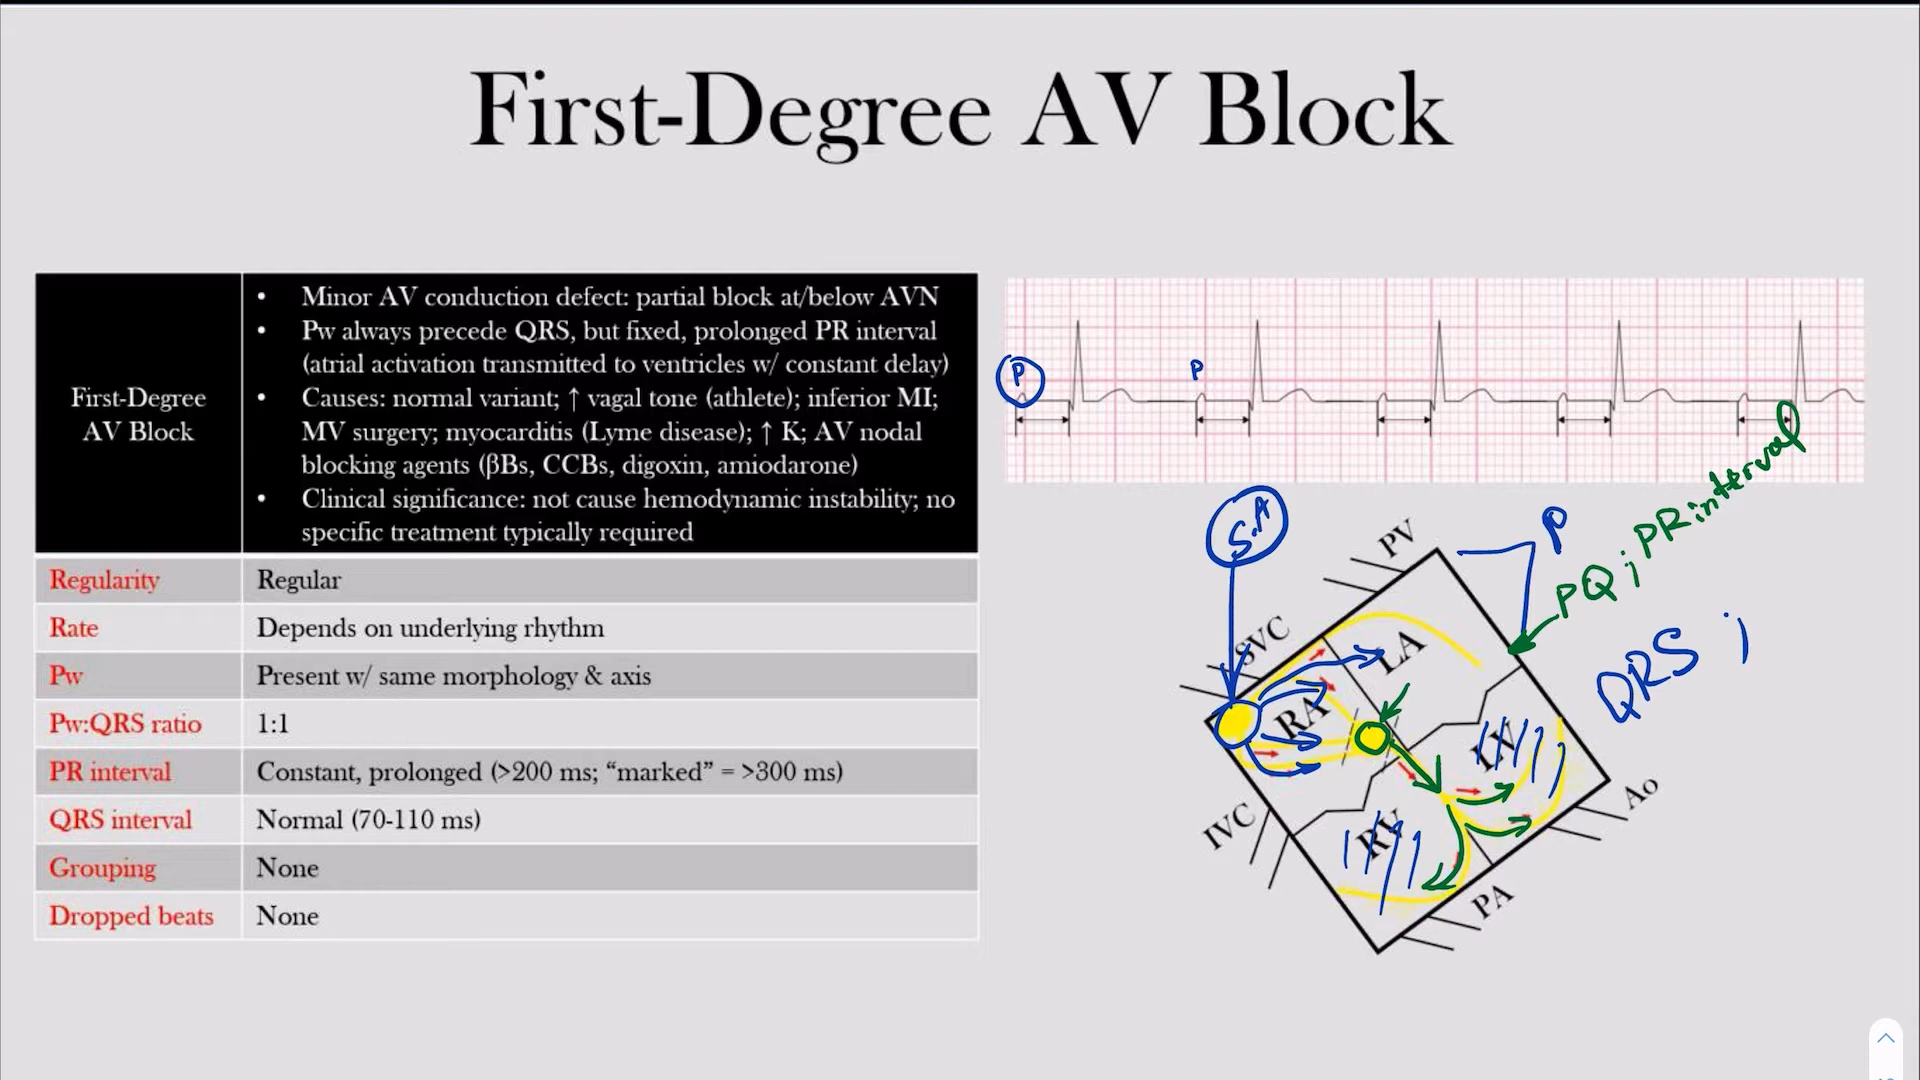 First-Degree AV Block
First-Degree
AV Block
• Minor AV conduction defect: partial block at/below AVN
• Pw always precede QRS, but fixed, prolonged PR interval
(atrial activation transmitted to ventricles w/ constant delay)
• Causes: normal variant; ↑ vagal tone (athlete); inferior MI;
MV surgery; myocarditis (Lyme disease); ↑ K; AV nodal
blocking agents (βBs, CCBs, digoxin, amiodarone)
• Clinical significance: not cause hemodynamic instability; no
specific treatment typically required
Regularity Regular
Rate Depends on underlying rhythm
Pw Present w/ same morphology & axis
Pw:QRS ratio 1:1
PR interval Constant, prolonged (>200 ms; “marked” = >300 ms)
QRS interval Normal (70-110 ms)
Grouping None
Dropped beats None
P
P
S.A
P
PQ ; PR interval
QRS ;
PV
SVC
LA
RA
LV
RV
IVC
Ao
PA